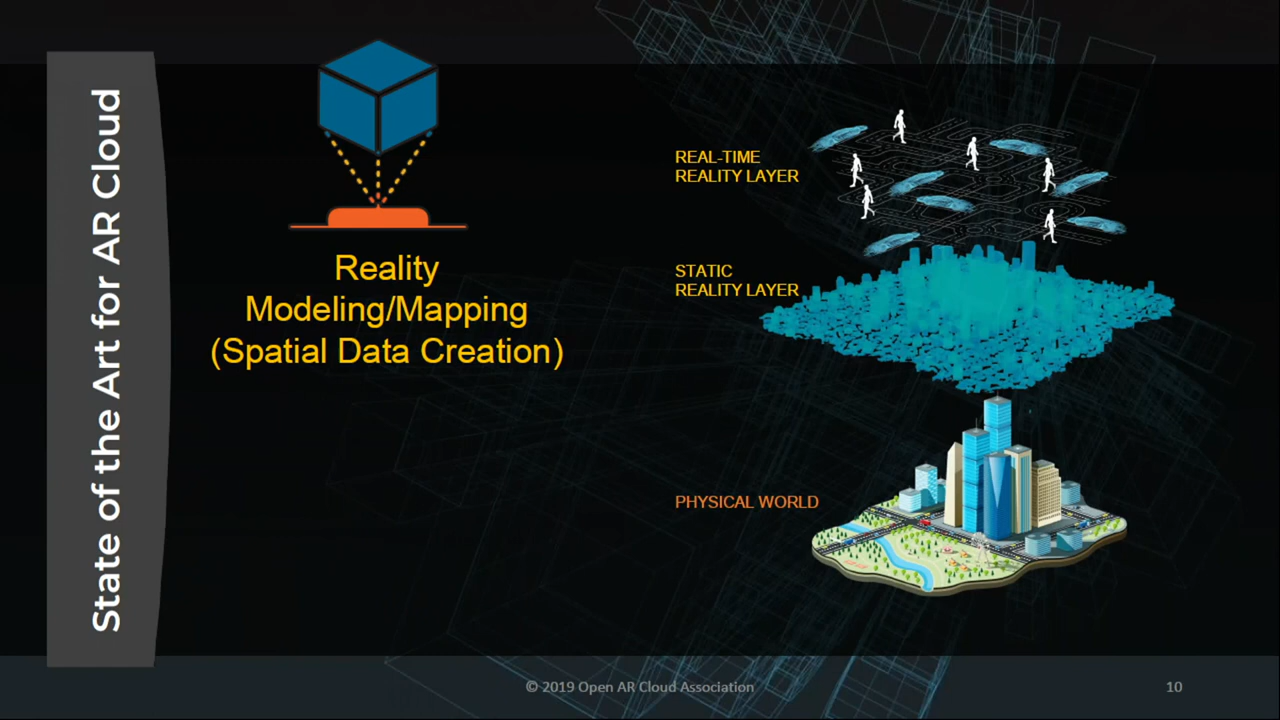 State of the Art for AR Cloud
Reality
Modeling/Mapping
(Spatial Data Creation)
REAL-TIME
REALITY LAYER
STATIC
REALITY LAYER
PHYSICAL WORLD
© 2019 Open AR Cloud Association
10